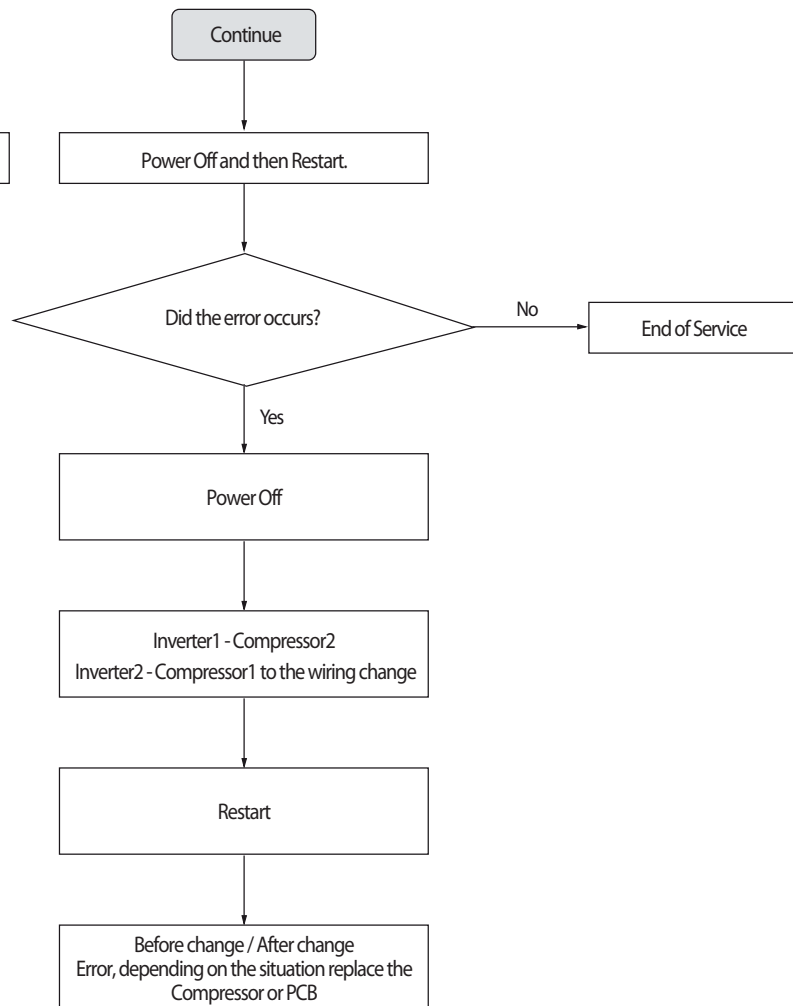 Continue
Power Off and then Restart.
Did the error occurs?
No
End of Service
Yes
Power Off
Inverter1 - Compressor2
Inverter2 - Compressor1 to the wiring change
Restart
Before change / After change
Error, depending on the situation replace the
Compressor or PCB